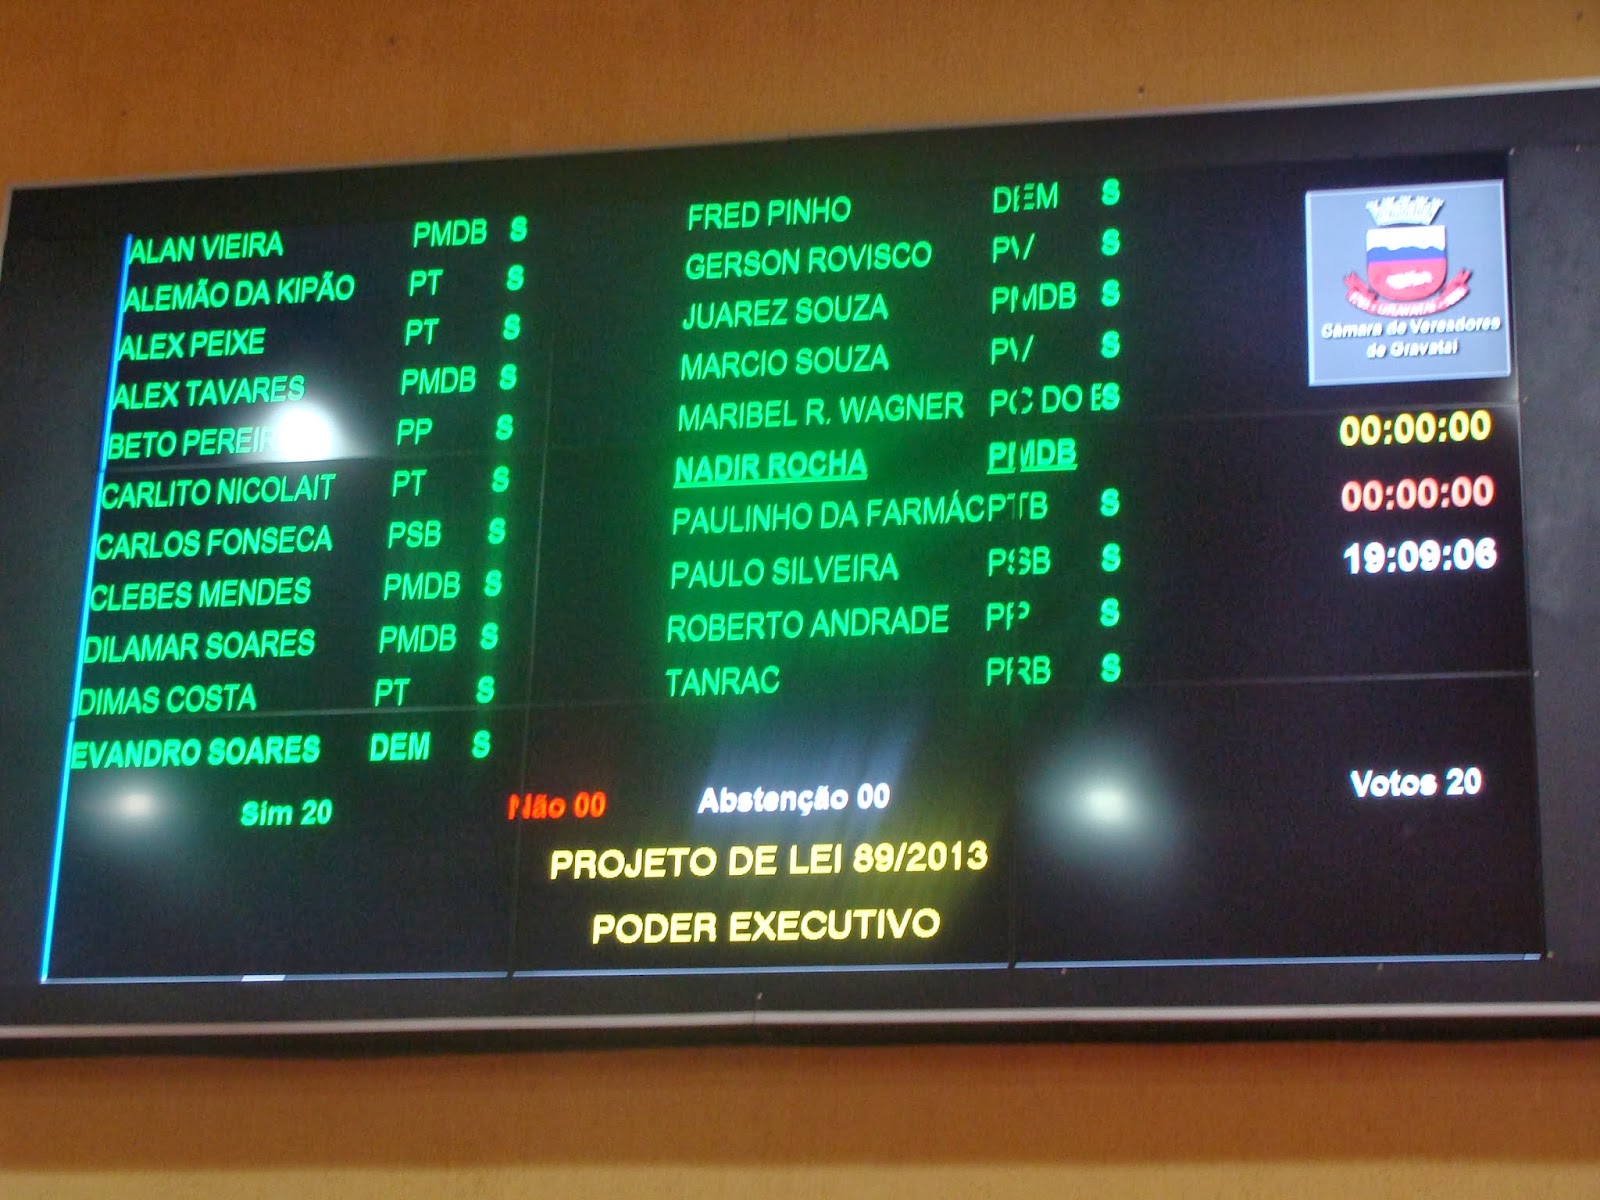 ALAN VIEIRA PMDB S
ALEMÃO DA KIPÃO PT S
ALEX PEIXE PT S
ALEX TAVARES PMDB S
BETO PP S
CARLITO NICOLAIT PT S
CARLOS FONSECA PSB S
CLEBES MENDES PMDB S
DILAMAR SOARES PMDB S
DIMAS COSTA PT S
EVANDRO SOARES DEM S
FRED PINHO DEM S
GERSON ROVISCO PV S
JUAREZ SOUZA PMDB S
MARCIO SOUZA PV S
MARIBEL R. WAGNER PC DO B S
NADIR ROCHA PMDB
PAULINHO DA FARMÁC PTB S
PAULO SILVEIRA PSB S
ROBERTO ANDRADE PP S
TANRAC PRB S
Câmara de Vereadores
de Gravataí
00:00:00
00:00:00
19:09:06
Sim 20 Não 00 Abstenção 00 Votos 20
PROJETO DE LEI 89/2013
PODER EXECUTIVO